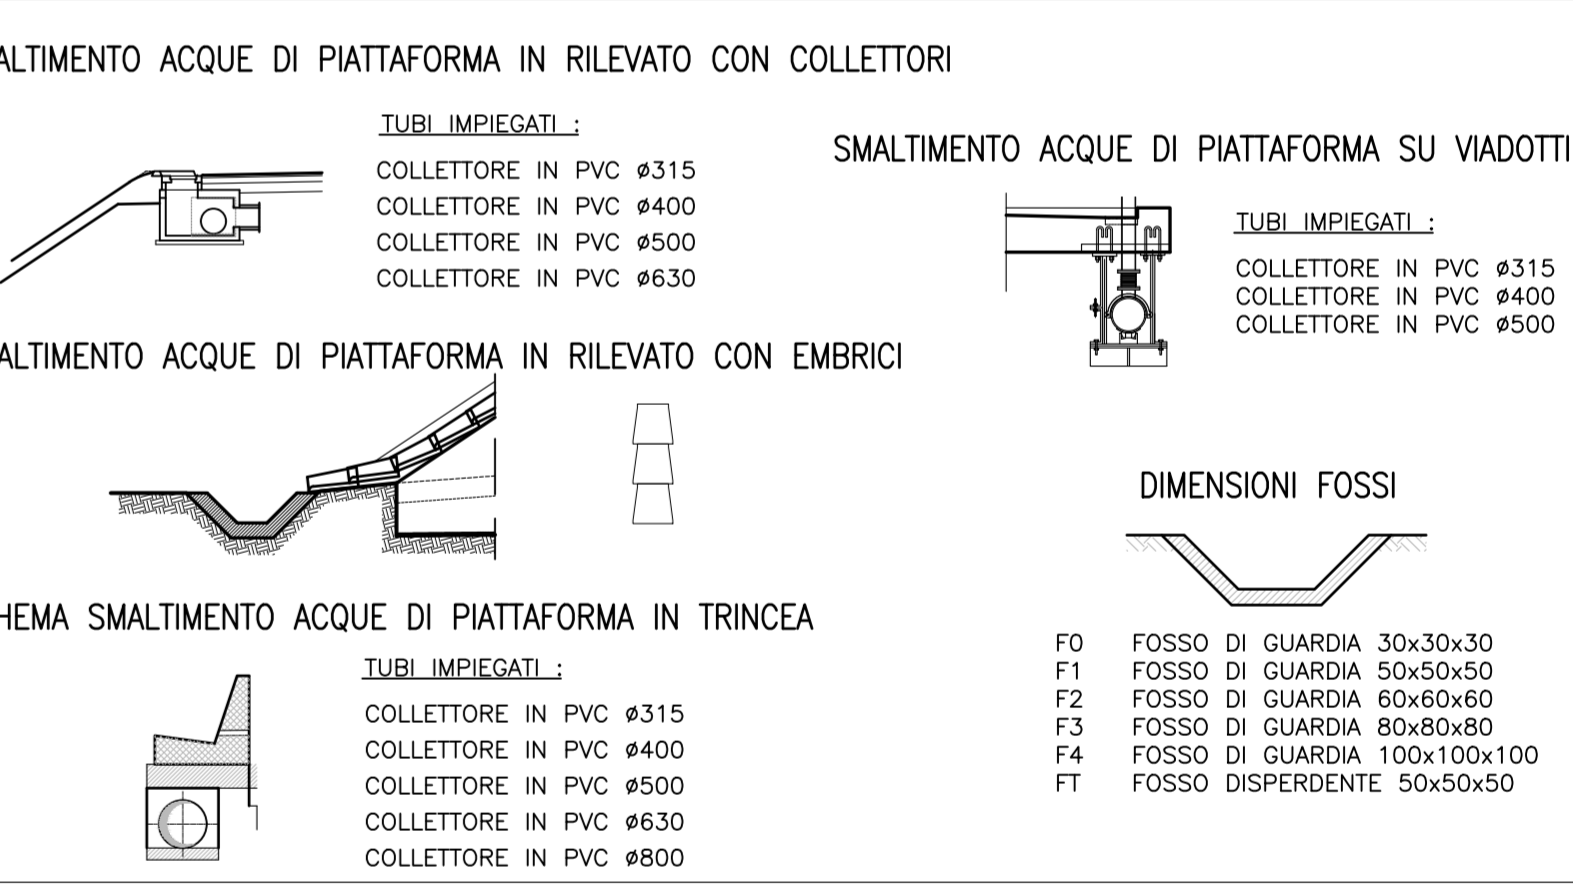 ALTIMENTO ACQUE DI PIATTAFORMA IN RILEVATO CON COLLETTORI
TUBI IMPIEGATI :
COLLETTORE IN PVC ø315
COLLETTORE IN PVC ø400
COLLETTORE IN PVC ø500
COLLETTORE IN PVC ø630
SMALTIMENTO ACQUE DI PIATTAFORMA SU VIADOTTI
TUBI IMPIEGATI :
COLLETTORE IN PVC ø315
COLLETTORE IN PVC ø400
COLLETTORE IN PVC ø500
ALTIMENTO ACQUE DI PIATTAFORMA IN RILEVATO CON EMBRICI
DIMENSIONI FOSSI
F0 FOSSO DI GUARDIA 30x30x30
F1 FOSSO DI GUARDIA 50x50x50
F2 FOSSO DI GUARDIA 60x60x60
F3 FOSSO DI GUARDIA 80x80x80
F4 FOSSO DI GUARDIA 100x100x100
FT FOSSO DISPERDENTE 50x50x50
HEMA SMALTIMENTO ACQUE DI PIATTAFORMA IN TRINCEA
TUBI IMPIEGATI :
COLLETTORE IN PVC ø315
COLLETTORE IN PVC ø400
COLLETTORE IN PVC ø500
COLLETTORE IN PVC ø630
COLLETTORE IN PVC ø800